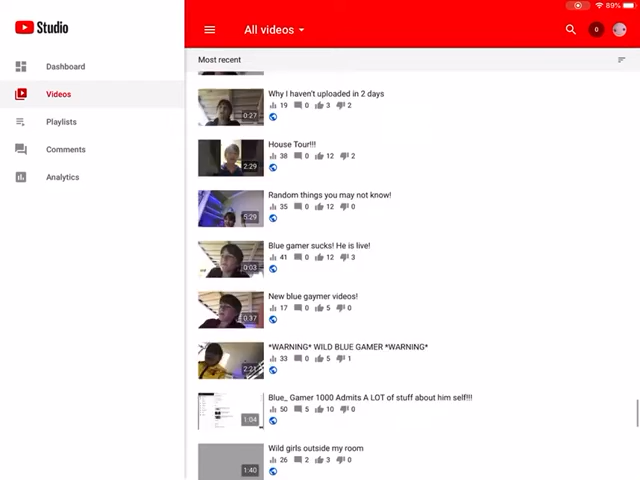 89%
Studio
All videos
0
Dashboard
Videos
Playlists
Comments
Analytics
Most recent
Why I haven't uploaded in 2 days
19 0 3 2
0:27
House Tour!!!
38 0 12 2
2:29
Random things you may not know!
35 0 12 0
5:29
Blue gamer sucks! He is live!
41 0 12 3
0:03
New blue gaymer videos!
17 0 5 0
0:37
*WARNING* WILD BLUE GAMER *WARNING*
33 0 5 1
2:21
Blue_ Gamer 1000 Admits A LOT of stuff about him self!!!
50 5 10 0
1:04
Wild girls outside my room
26 2 3 0
1:40